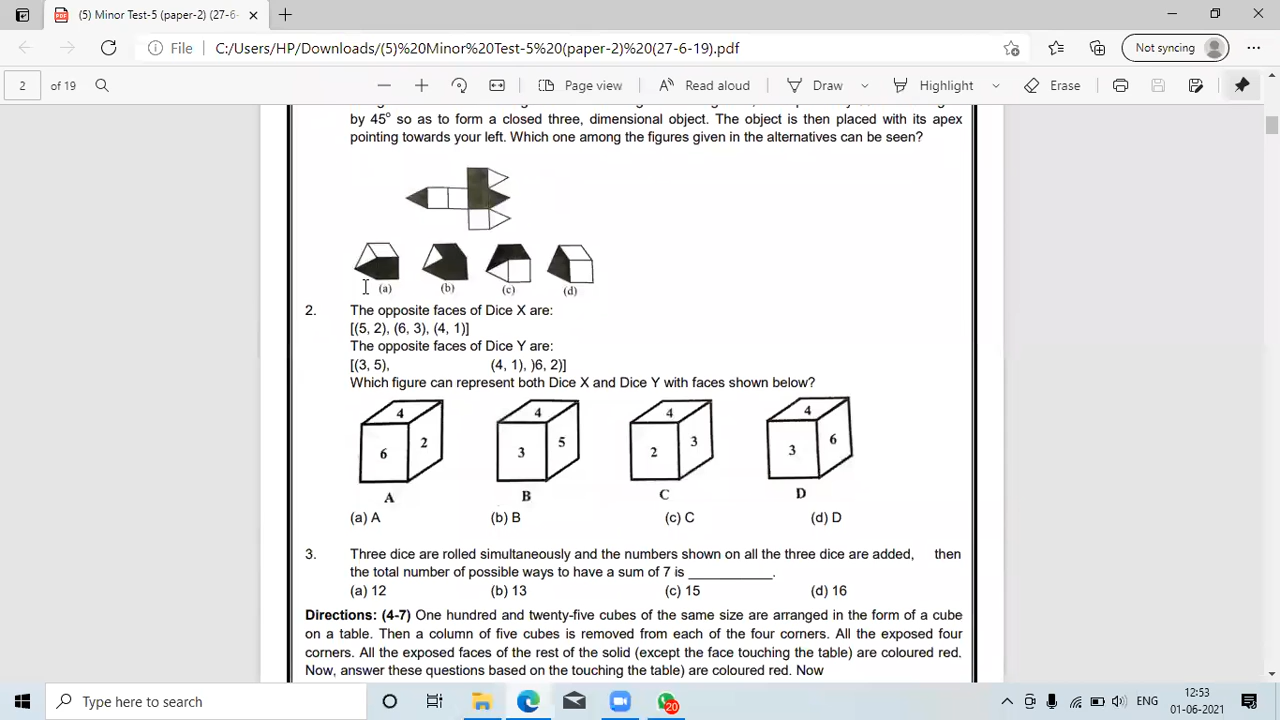 (5) Minor Test-5 (paper-2) (27-6-
File C:/Users/HP/Downloads/(5)%20Minor%20Test-5%20(paper-2)%20(27-6-19).pdf Not syncing
2 of 19 Page view Read aloud Draw Highlight Erase
by 45° so as to form a closed three, dimensional object. The object is then placed with its apex
pointing towards your left. Which one among the figures given in the alternatives can be seen?
(a) (b) (c) (d)
2. The opposite faces of Dice X are:
[(5, 2), (6, 3), (4, 1)]
The opposite faces of Dice Y are:
[(3, 5), (4, 1), )6, 2)]
Which figure can represent both Dice X and Dice Y with faces shown below?
4 4 4 4
6 2 3 5 2 3 3 6
A B C D
(a) A (b) B (c) C (d) D
3. Three dice are rolled simultaneously and the numbers shown on all the three dice are added, then
the total number of possible ways to have a sum of 7 is ___________.
(a) 12 (b) 13 (c) 15 (d) 16
Directions: (4-7) One hundred and twenty-five cubes of the same size are arranged in the form of a cube
on a table. Then a column of five cubes is removed from each of the four corners. All the exposed four
corners. All the exposed faces of the rest of the solid (except the face touching the table) are coloured red.
Now, answer these questions based on the touching the table) are coloured red. Now
Type here to search 20 ENG 12:53
01-06-2021